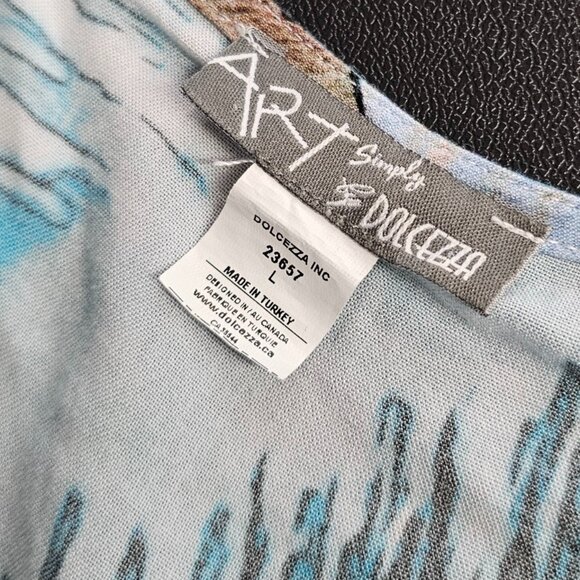 ART
Simply
by DOLCEZZA
DOLCEZZA INC
23657
L
MADE IN TURKEY
DESIGNED IN/AU CANADA
FABRIQUE EN TURQUIE
www.dolcezza.ca